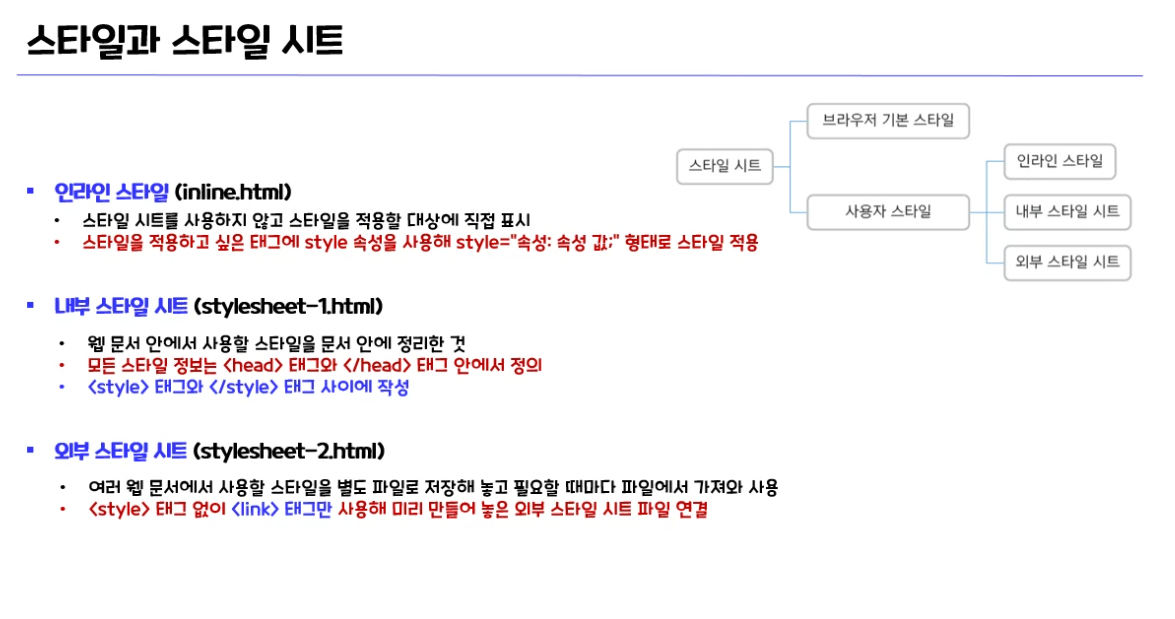 스타일과 스타일 시트
브라우저 기본 스타일
스타일 시트
인라인 스타일
사용자 스타일
내부 스타일 시트
외부 스타일 시트
▪ 인라인 스타일 (inline.html)
• 스타일 시트를 사용하지 않고 스타일을 적용할 대상에 직접 표시
• 스타일을 적용하고 싶은 태그에 style 속성을 사용해 style="속성: 속성 값;" 형태로 스타일 적용
▪ 내부 스타일 시트 (stylesheet-1.html)
• 웹 문서 안에서 사용할 스타일을 문서 안에 정리한 것
• 모든 스타일 정보는 <head> 태그와 </head> 태그 안에서 정의
• <style> 태그와 </style> 태그 사이에 작성
▪ 외부 스타일 시트 (stylesheet-2.html)
• 여러 웹 문서에서 사용할 스타일을 별도 파일로 저장해 놓고 필요할 때마다 파일에서 가져와 사용
• <style> 태그 없이 <link> 태그만 사용해 미리 만들어 놓은 외부 스타일 시트 파일 연결